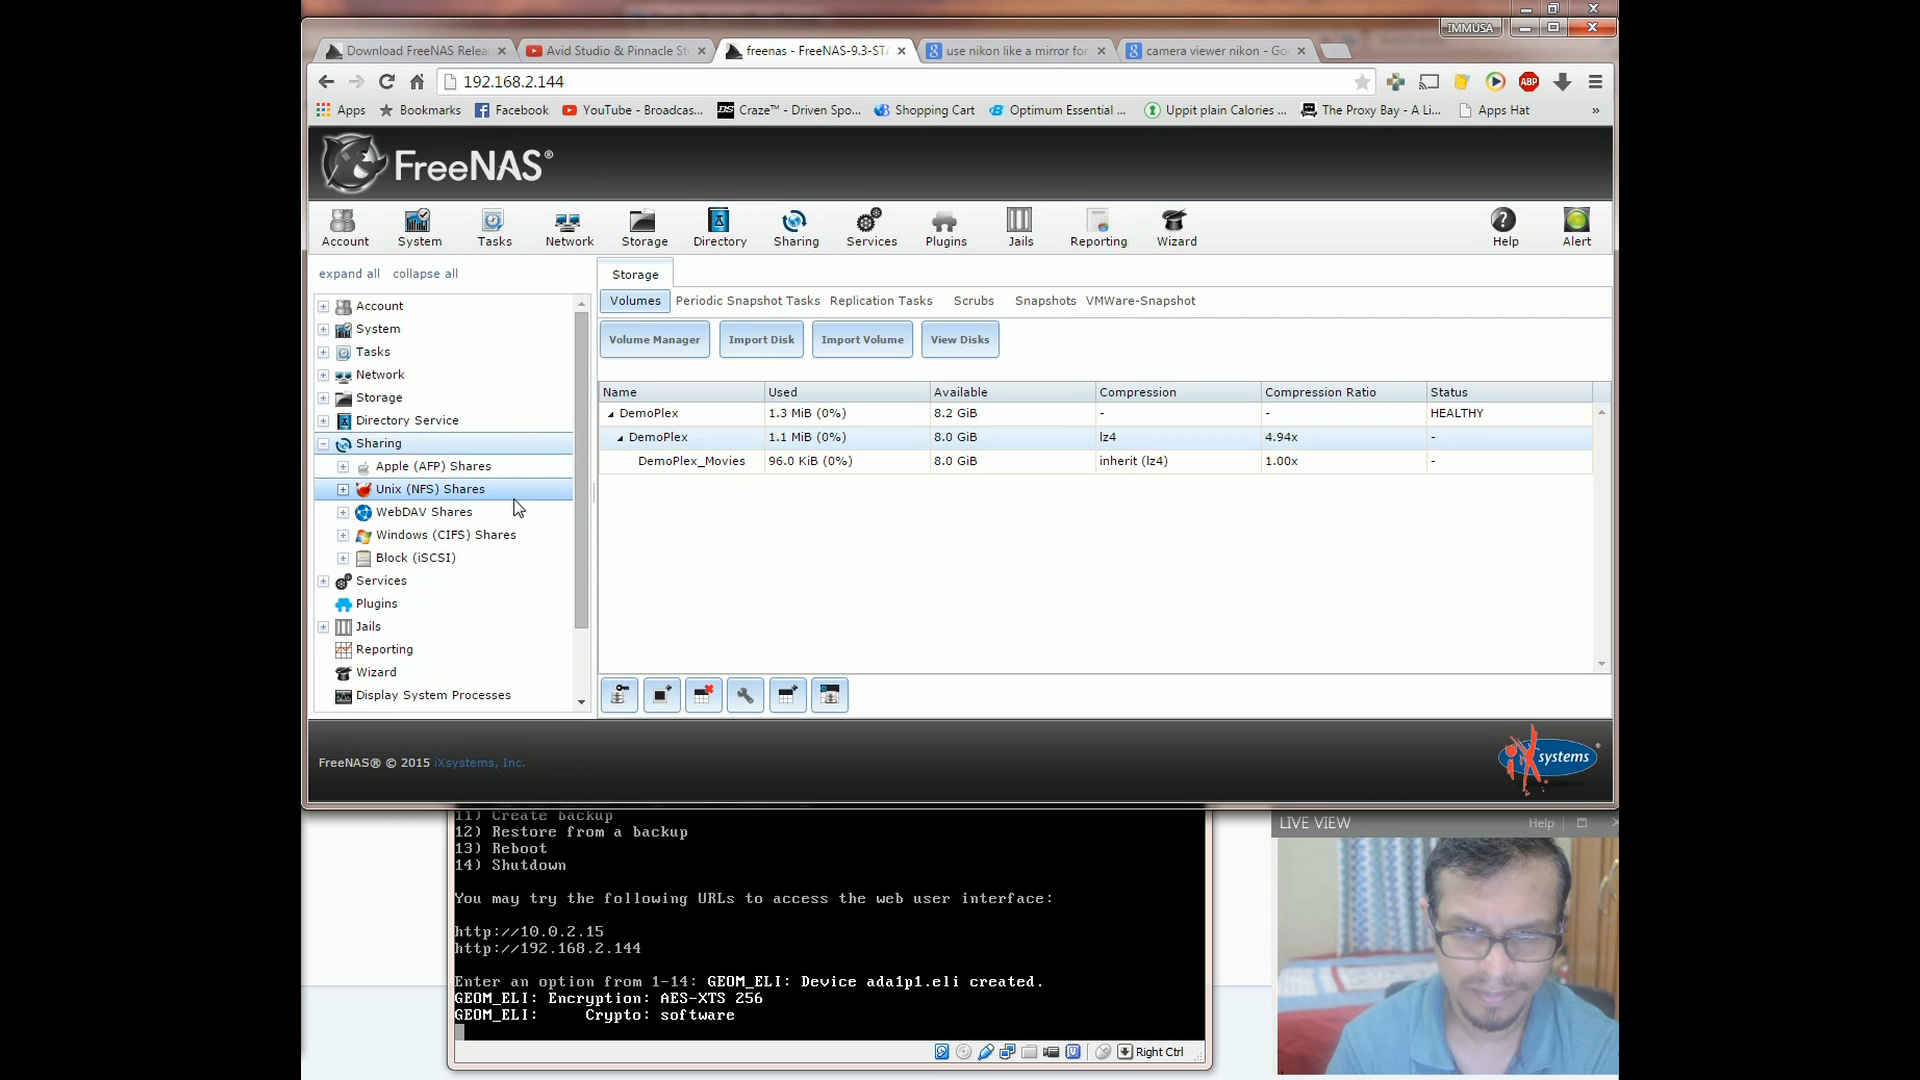 IMMUSA
Download FreeNAS Relea
Avid Studio & Pinnacle St
freenas - FreeNAS-9.3-STA
use nikon like a mirror for
camera viewer nikon - Goo
192.168.2.144
ABP
Apps
Bookmarks
Facebook
YouTube - Broadcas...
Craze™ - Driven Spo...
Shopping Cart
Optimum Essential ...
Uppit plain Calories ...
The Proxy Bay - A Li...
Apps Hat
»
FreeNAS®
Account
System
Tasks
Network
Storage
Directory
Sharing
Services
Plugins
Jails
Reporting
Wizard
Help
Alert
expand all collapse all
Account
System
Tasks
Network
Storage
Directory Service
Sharing
Apple (AFP) Shares
Unix (NFS) Shares
WebDAV Shares
Windows (CIFS) Shares
Block (iSCSI)
Services
Plugins
Jails
Reporting
Wizard
Display System Processes
Storage
Volumes Periodic Snapshot Tasks Replication Tasks Scrubs Snapshots VMWare-Snapshot
Volume Manager Import Disk Import Volume View Disks
Name Used Available Compression Compression Ratio Status
DemoPlex 1.3 MiB (0%) 8.2 GiB - - HEALTHY
DemoPlex 1.1 MiB (0%) 8.0 GiB lz4 4.94x -
DemoPlex_Movies 96.0 KiB (0%) 8.0 GiB inherit (lz4) 1.00x -
FreeNAS® © 2015 iXsystems, Inc.
iXsystems®
11) Create backup
12) Restore from a backup
13) Reboot
14) Shutdown
You may try the following URLs to access the web user interface:
http://10.0.2.15
http://192.168.2.144
Enter an option from 1-14: GEOM_ELI: Device ada1p1.eli created.
GEOM_ELI: Encryption: AES-XTS 256
GEOM_ELI: Crypto: software
Right Ctrl
LIVE VIEW
Help